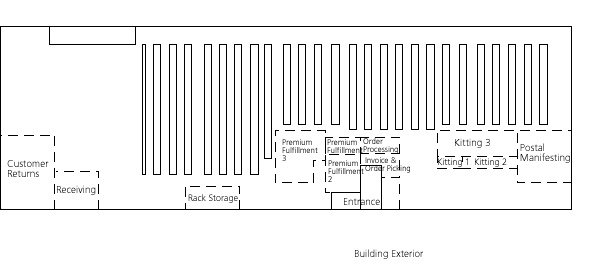 Customer
Returns
Receiving
Rack Storage
Premium
Fulfillment
3
Premium
Fulfillment
Premium
Fulfillment
2
Order
Processing
Invoice &
Order Picking
Entrance
Kitting 3
Kitting 1
Kitting 2
Postal
Manifesting
Building Exterior